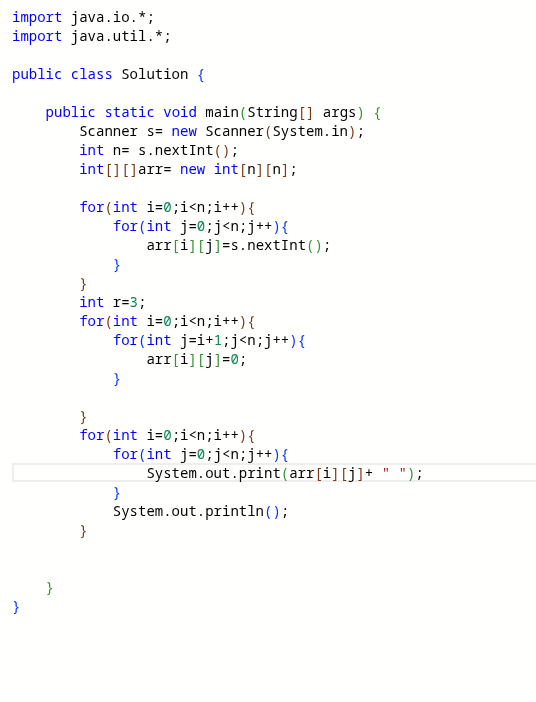 import java.io.*;
import java.util.*;

public class Solution {

    public static void main(String[] args) {
        Scanner s= new Scanner(System.in);
        int n= s.nextInt();
        int[][]arr= new int[n][n];

        for(int i=0;i<n;i++){
            for(int j=0;j<n;j++){
                arr[i][j]=s.nextInt();
            }
        }
        int r=3;
        for(int i=0;i<n;i++){
            for(int j=i+1;j<n;j++){
                arr[i][j]=0;
            }

        }
        for(int i=0;i<n;i++){
            for(int j=0;j<n;j++){
                System.out.print(arr[i][j]+ " ");
            }
            System.out.println();
        }


    }
}